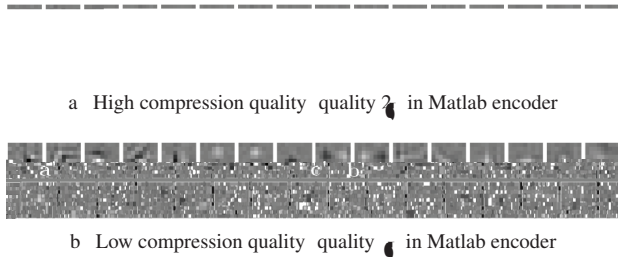 a High compression quality quality 2 in Matlab encoder
a c b
b Low compression quality quality in Matlab encoder